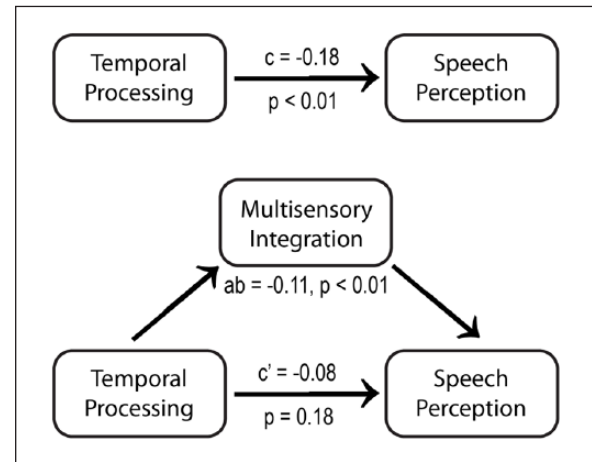 Temporal
Processing
c = -0.18
p < 0.01
Speech
Perception
Multisensory
Integration
ab = -0.11, p < 0.01
Temporal
Processing
c' = -0.08
p = 0.18
Speech
Perception